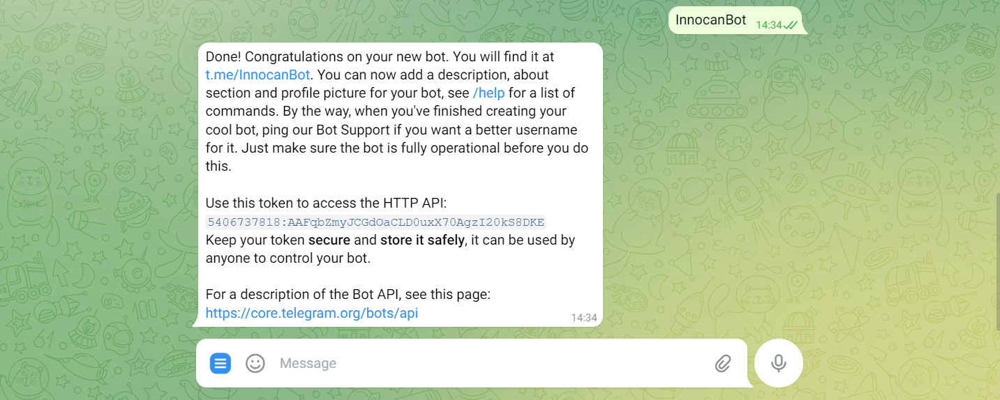 InnocanBot 14:34
Done! Congratulations on your new bot. You will find it at
t.me/InnocanBot. You can now add a description, about
section and profile picture for your bot, see /help for a list of
commands. By the way, when you've finished creating your
cool bot, ping our Bot Support if you want a better username
for it. Just make sure the bot is fully operational before you do
this.
Use this token to access the HTTP API:
5406737818:AAFqbZmyJCGdOaCLD0uxX70AgzI20kS8DKE
Keep your token secure and store it safely, it can be used by
anyone to control your bot.
For a description of the Bot API, see this page:
https://core.telegram.org/bots/api
14:34
Message